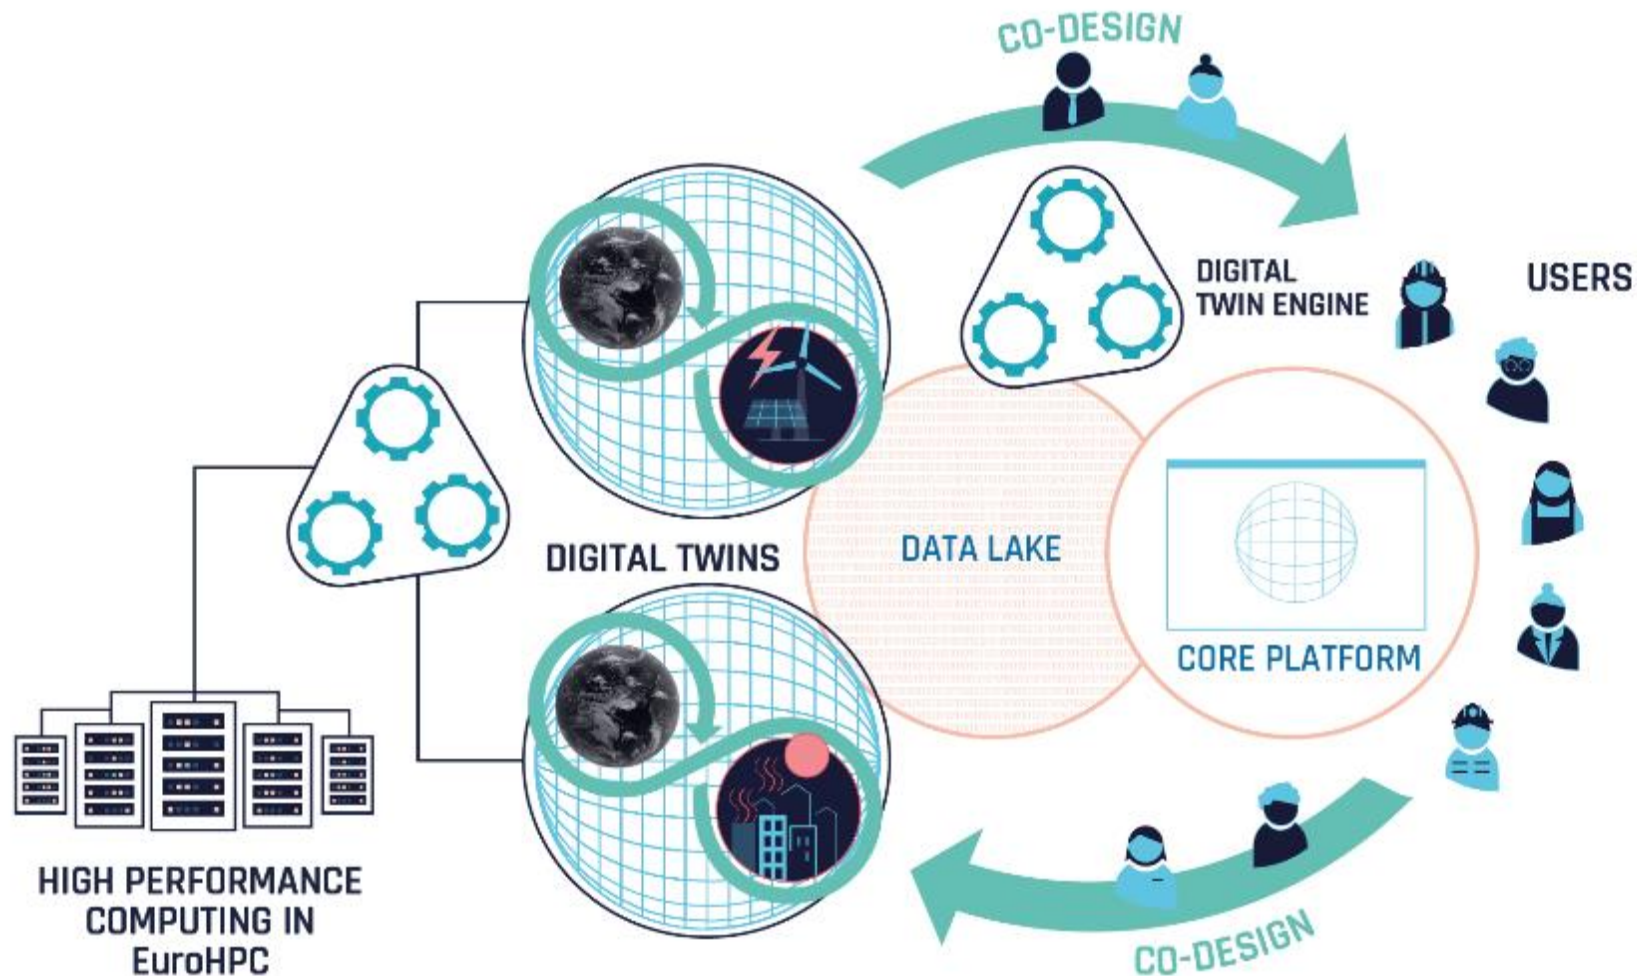 CO-DESIGN
DIGITAL
TWIN ENGINE
USERS
DIGITAL TWINS
DATA LAKE
CORE PLATFORM
HIGH PERFORMANCE
COMPUTING IN
EuroHPC
CO-DESIGN